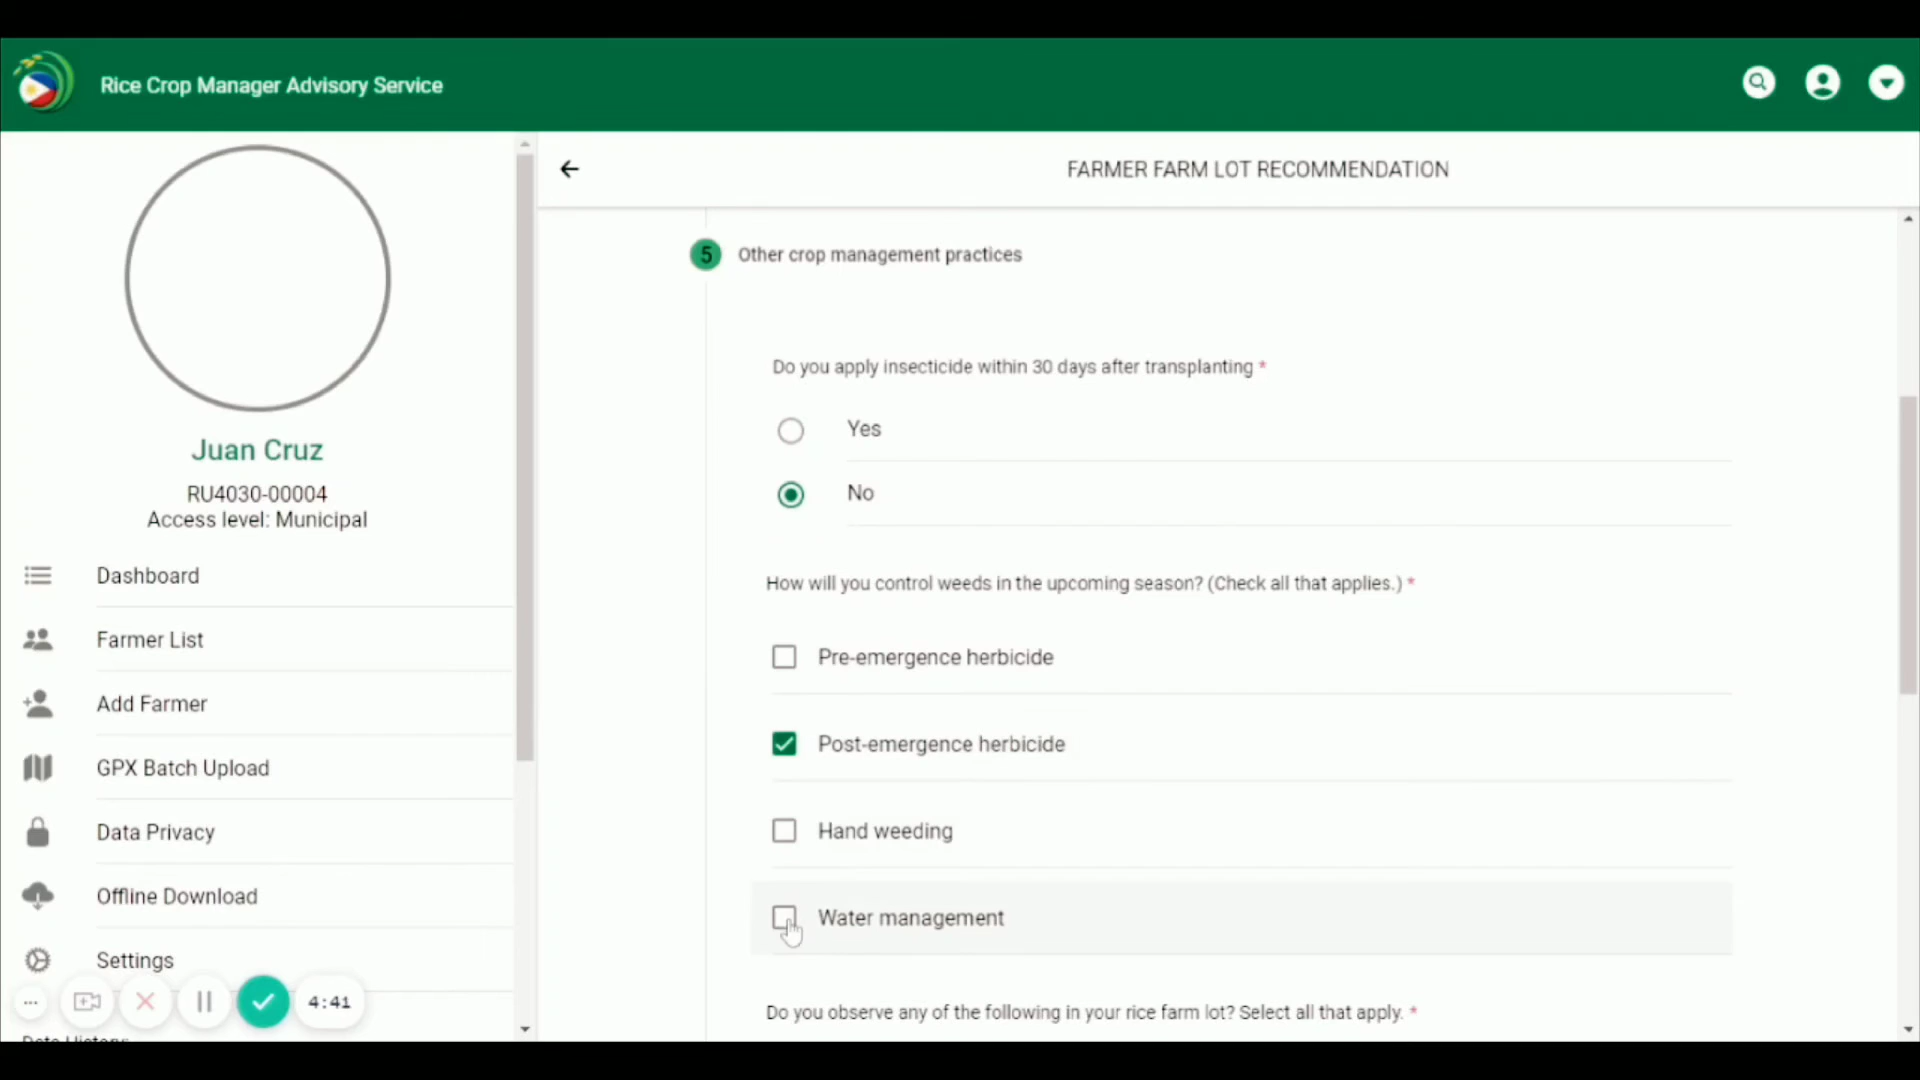 Rice Crop Manager Advisory Service
FARMER FARM LOT RECOMMENDATION
Juan Cruz
RU4030-00004
Access level: Municipal
Dashboard
Farmer List
Add Farmer
GPX Batch Upload
Data Privacy
Offline Download
Settings
4:41
5 Other crop management practices
Do you apply insecticide within 30 days after transplanting *
Yes
No
How will you control weeds in the upcoming season? (Check all that applies.) *
Pre-emergence herbicide
Post-emergence herbicide
Hand weeding
Water management
Do you observe any of the following in your rice farm lot? Select all that apply. *